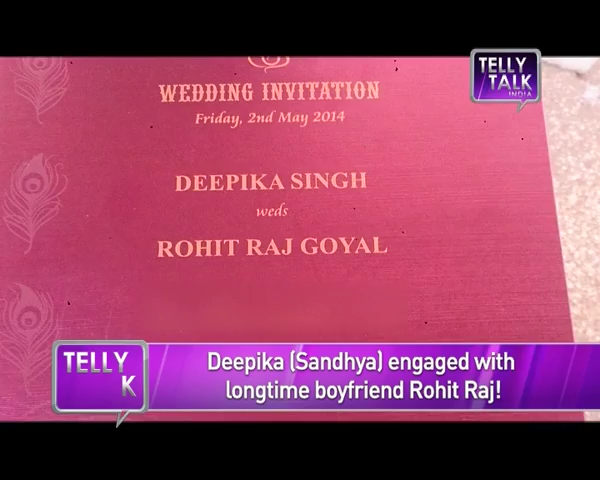 TELLY
TALK
INDIA
WEDDING INVITATION
Friday, 2nd May 2014
DEEPIKA SINGH
weds
ROHIT RAJ GOYAL
TELLY
K
Deepika (Sandhya) engaged with
longtime boyfriend Rohit Raj!